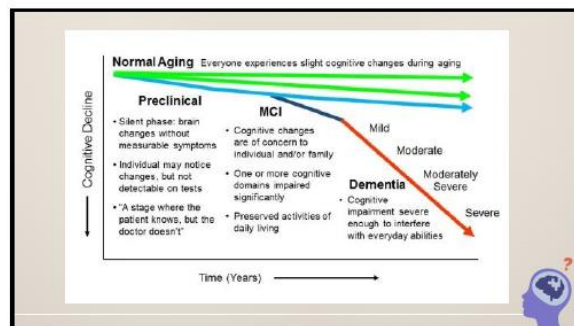 Normal Aging Everyone experiences slight cognitive changes during aging
Preclinical
• Silent phase: brain
changes without
measurable symptoms
• Individual may notice
changes, but not
detectable on tests
• "A stage where the
patient knows, but the
doctor doesn't"
MCI
• Cognitive changes
are of concern to
individual and/or family
• One or more cognitive
domains impaired
significantly
• Preserved activities of
daily living
Mild
Moderate
Moderately
Severe
Severe
Dementia
• Cognitive
impairment severe
enough to interfere
with everyday abilities
Cognitive Decline
Time (Years)
?